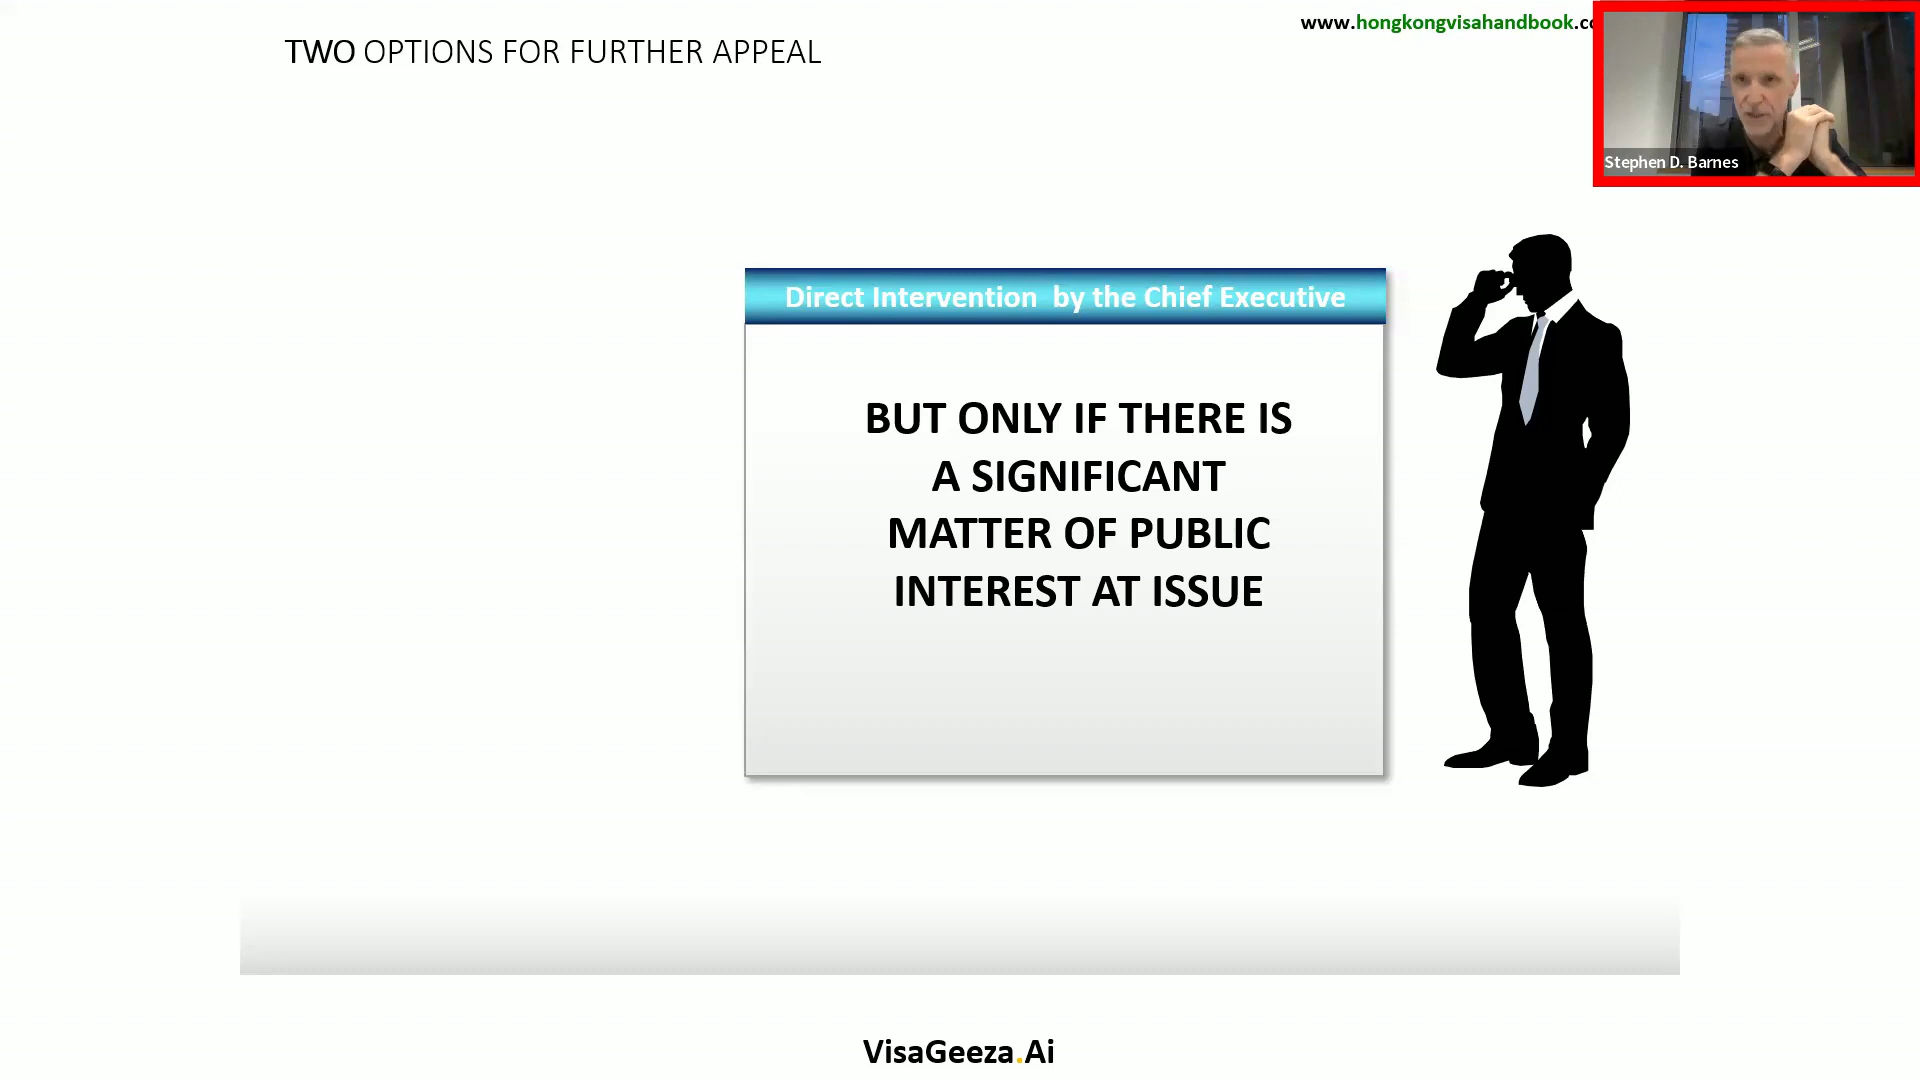 www.hongkongvisahandbook.co
TWO OPTIONS FOR FURTHER APPEAL
Stephen D. Barnes
Direct Intervention by the Chief Executive
BUT ONLY IF THERE IS
A SIGNIFICANT
MATTER OF PUBLIC
INTEREST AT ISSUE
VisaGeeza.Ai